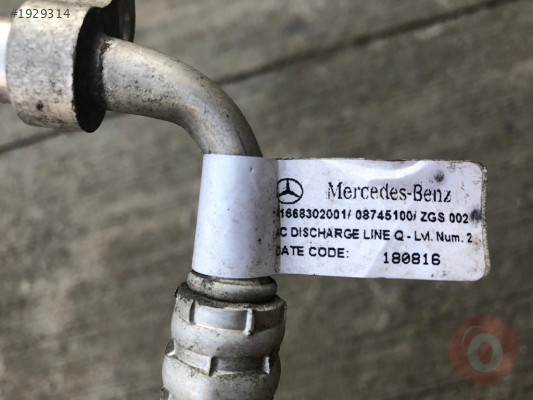 #1929314
Mercedes-Benz
1668302001/ 08745100/ ZGS 002
AC DISCHARGE LINE Q - Lvl. Num. 2
DATE CODE: 180816